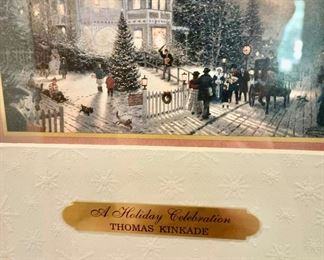 A Holiday Celebration
THOMAS KINKADE